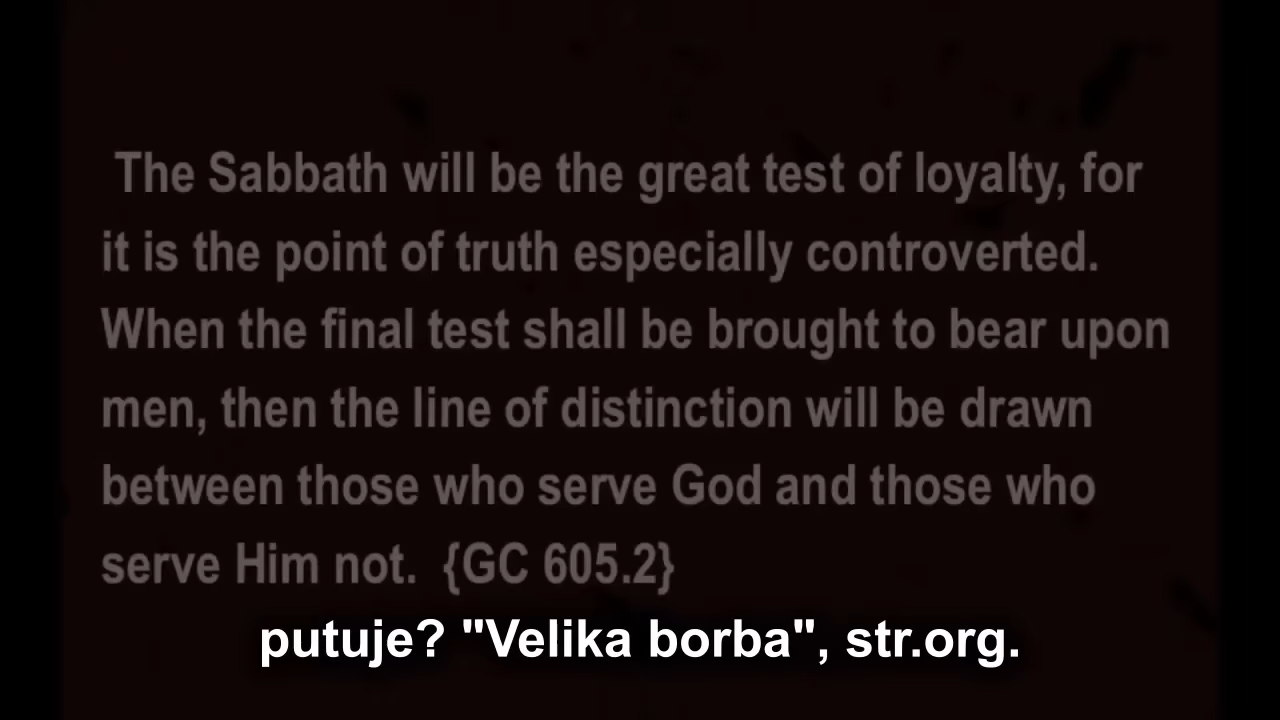 The Sabbath will be the great test of loyalty, for
it is the point of truth especially controverted.
When the final test shall be brought to bear upon
men, then the line of distinction will be drawn
between those who serve God and those who
serve Him not. {GC 605.2}
putuje? "Velika borba", str.org.